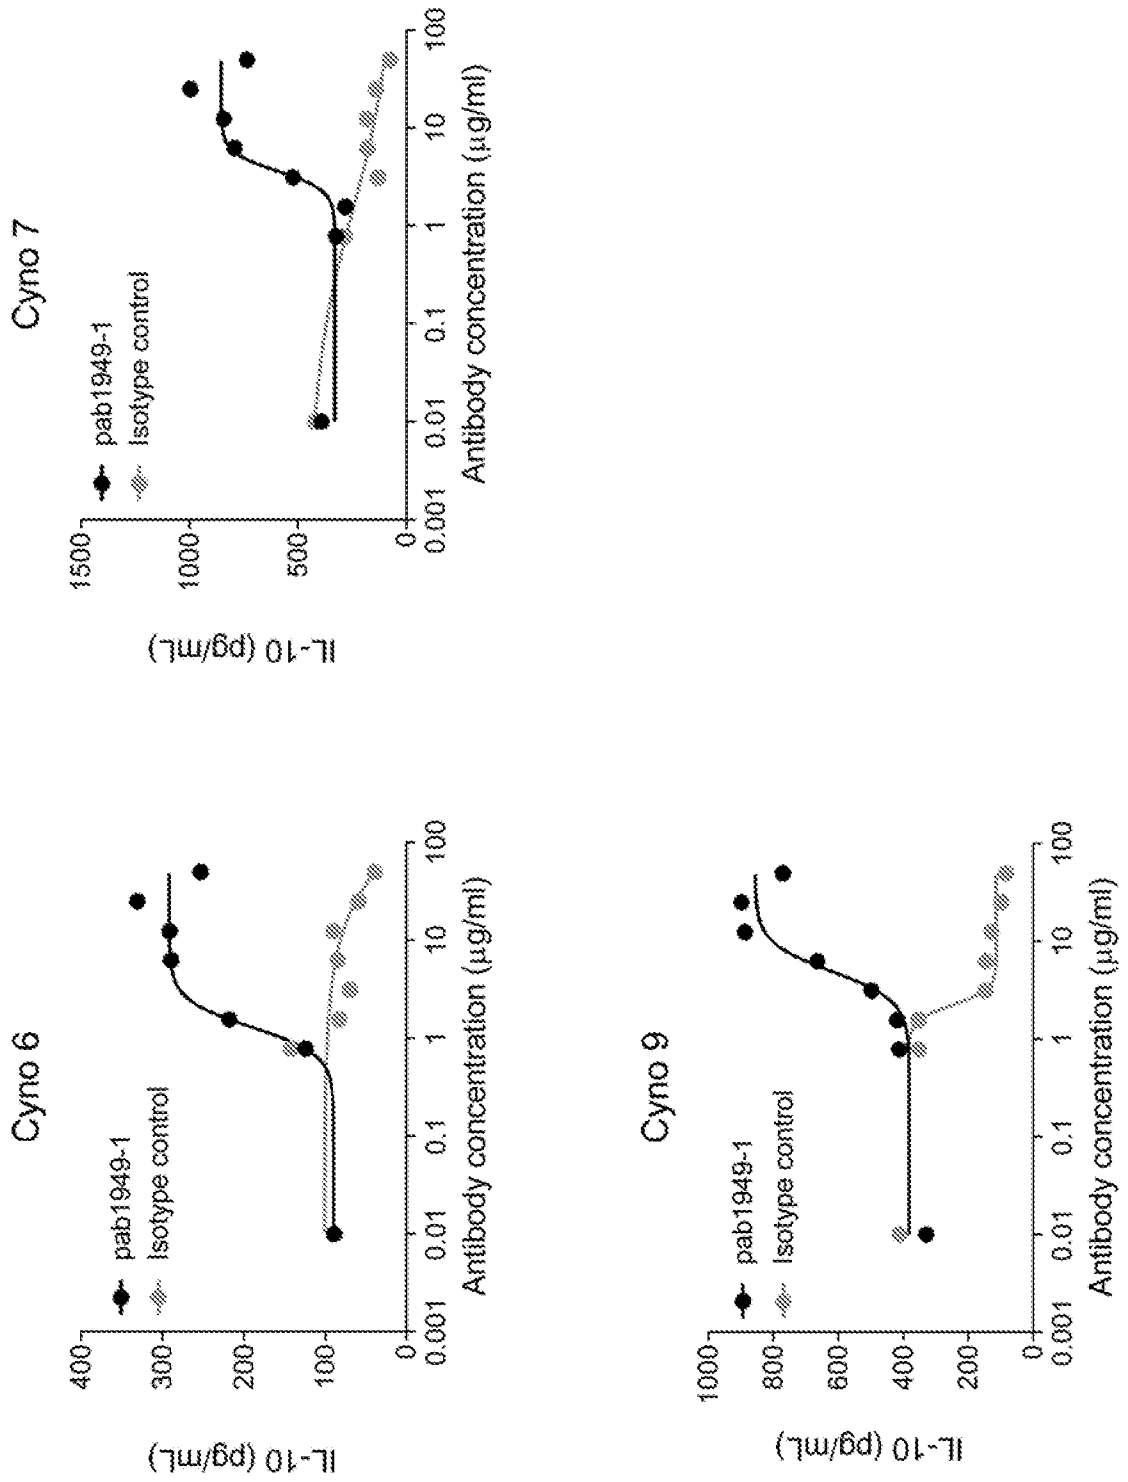 Cyno 6
IL-10 (pg/mL)
400
300
200
100
0
pab1949-1
Isotype control
0.001
0.01
0.1
1
10
100
Antibody concentration (µg/ml)
Cyno 7
IL-10 (pg/mL)
1500
1000
500
0
pab1949-1
Isotype control
0.001
0.01
0.1
1
10
100
Antibody concentration (µg/ml)
Cyno 9
IL-10 (pg/mL)
1000
800
600
400
200
0
pab1949-1
Isotype control
0.001
0.01
0.1
1
10
100
Antibody concentration (µg/ml)